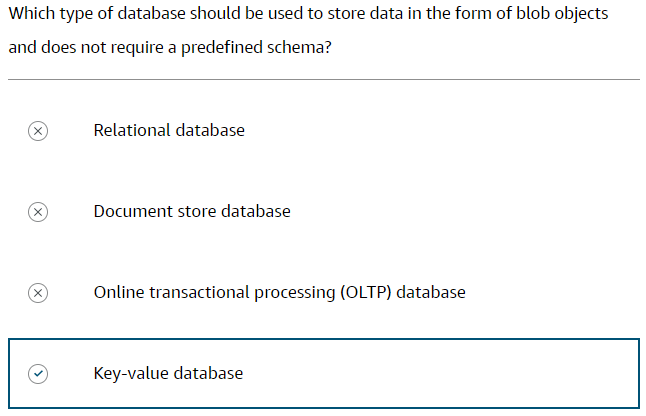 Which type of database should be used to store data in the form of blob objects
and does not require a predefined schema?
Relational database
Document store database
Online transactional processing (OLTP) database
Key-value database